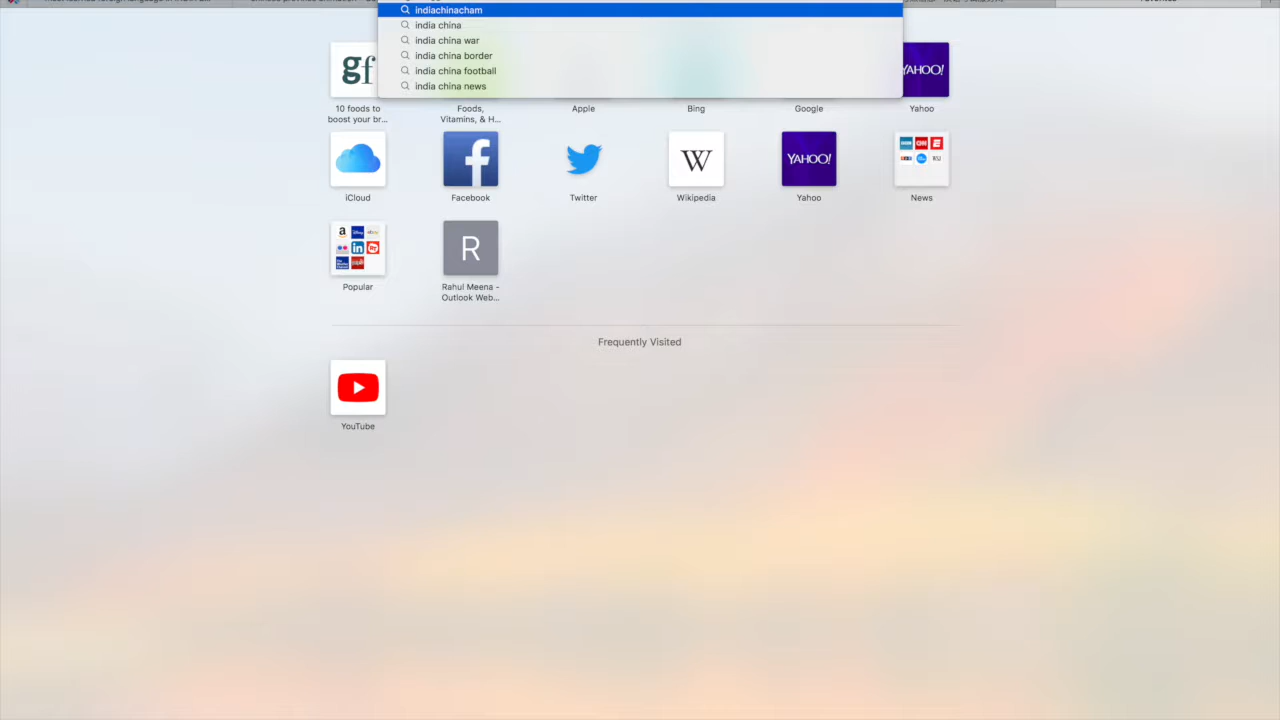 indiachinacham
india china
india china war
india china border
india china football
india china news
gf
YAHOO!
10 foods to
boost your br...
Foods,
Vitamins, & H...
Apple
Bing
Google
Yahoo
W
YAHOO!
CNN
iCloud
Facebook
Twitter
Wikipedia
Yahoo
News
R
Popular
Rahul Meena -
Outlook Web...
Frequently Visited
YouTube